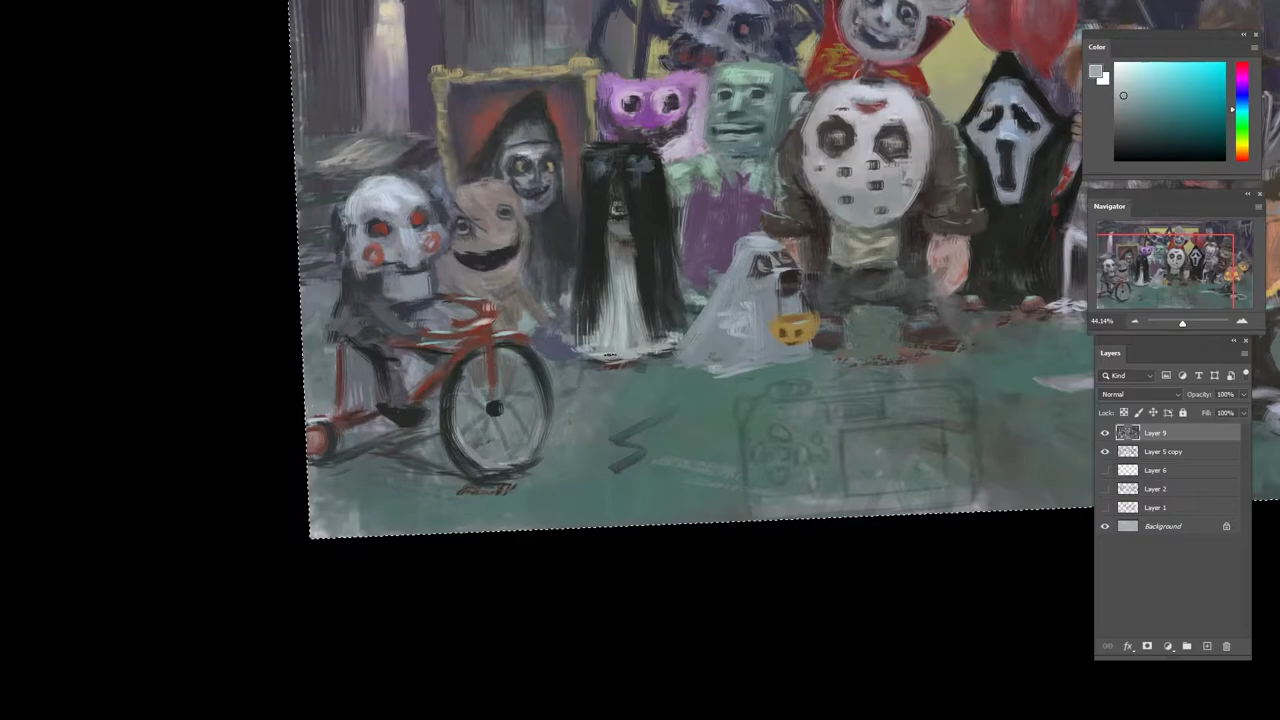 Color
Navigator
44.14%
Layers
Kind
Normal
Opacity: 100%
Lock:
Fill: 100%
Layer 9
Layer 5 copy
Layer 6
Layer 2
Layer 1
Background
fx